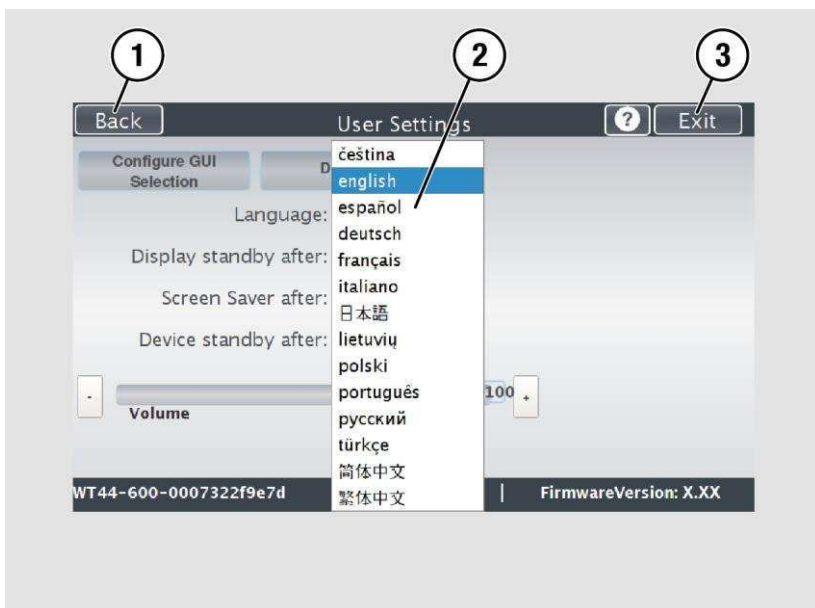 1
2
3
Back
User Settings
?
Exit
Configure GUI
Selection
D
Language:
Display standby after:
Screen Saver after:
Device standby after:
čeština
english
español
deutsch
français
italiano
日本語
lietuvių
polski
português
русский
türkçe
简体中文
繁体中文
-
100
+
Volume
WT44-600-0007322f9e7d
|
FirmwareVersion: X.XX